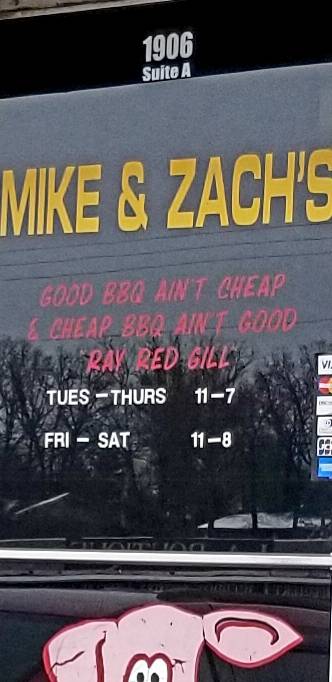 1906
Suite A
MIKE & ZACH'S
GOOD BBQ AIN'T CHEAP
& CHEAP BBQ AIN'T GOOD
"RAY RED GILL"
TUES – THURS 11–7
FRI – SAT 11–8